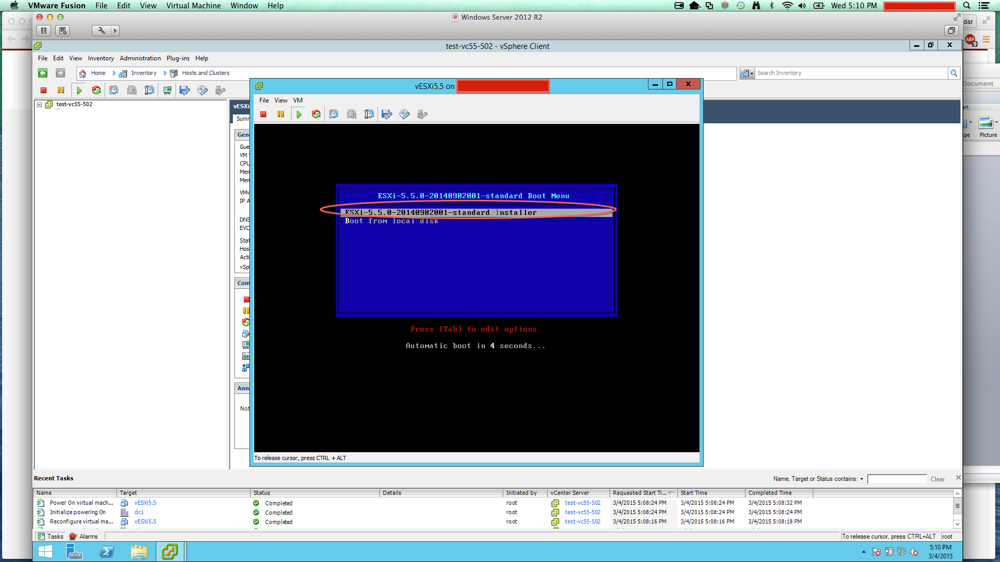 VMware Fusion File Edit View Virtual Machine Window Help Wed 5:10 PM
Windows Server 2012 R2
dar
ABP
9
test-vc55-502 - vSphere Client
File Edit View Inventory Administration Plug-ins Help
Home Inventory Hosts and Clusters Search Inventory
Document
vESXi5.5 on
File View VM
test-vc55-502
vESXi
Sumn
ert
ype Picture
Gen
Gue
VM V
CPU
Mem
Mem
VMw
IP A
DNS
EVC
Stat
Hos
Acti
vSp
Com
Ann
Not
ESXi-5.5.0-20140902001-standard Boot Menu
ESXi-5.5.0-20140902001-standard Installer
Boot from local disk
Press [Tab] to edit options
Automatic boot in 4 seconds...
To release cursor, press CTRL + ALT
Recent Tasks Name, Target or Status contains: Clear
Name Target Status Details Initiated by vCenter Server Requested Start Ti... Start Time Completed Time
Power On virtual mach... vESXi5.5 Completed root test-vc55-502 3/4/2015 5:08:24 PM 3/4/2015 5:08:24 PM 3/4/2015 5:08:32 PM
Initialize powering On dc1 Completed root test-vc55-502 3/4/2015 5:08:24 PM 3/4/2015 5:08:24 PM 3/4/2015 5:08:24 PM
Reconfigure virtual ma... vESXi5.5 Completed root test-vc55-502 3/4/2015 5:08:16 PM 3/4/2015 5:08:16 PM 3/4/2015 5:08:18 PM
Tasks Alarms To release cursor, press CTRL+ALT root
5:10 PM
3/4/2015